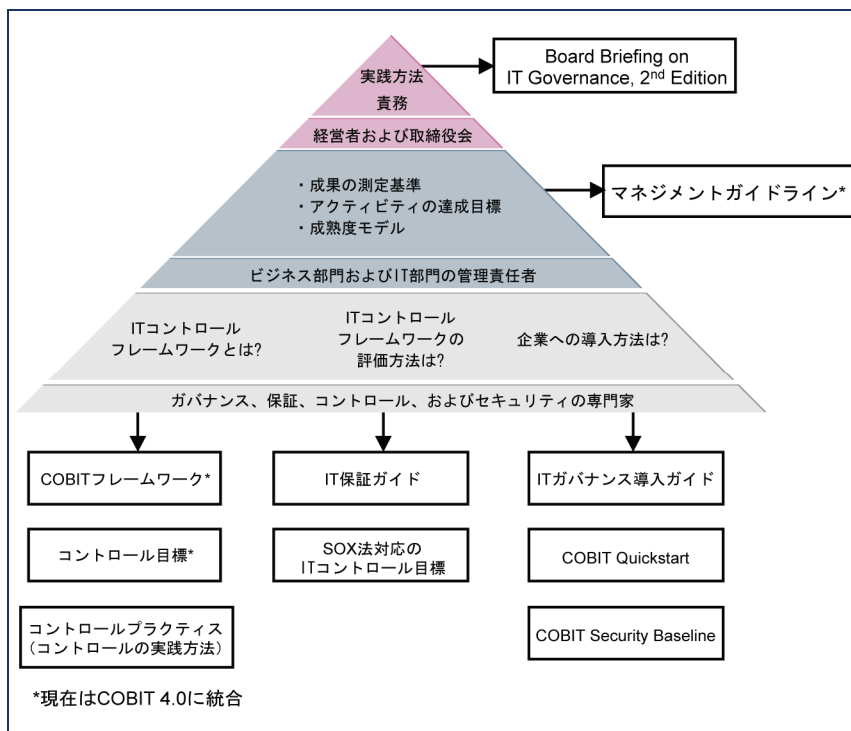 実践方法
責務
Board Briefing on
IT Governance, 2nd Edition
経営者および取締役会
・成果の測定基準
・アクティビティの達成目標
・成熟度モデル
マネジメントガイドライン*
ビジネス部門およびIT部門の管理責任者
ITコントロール
フレームワークとは?
ITコントロール
フレームワークの
評価方法は?
企業への導入方法は?
ガバナンス、保証、コントロール、およびセキュリティの専門家
COBITフレームワーク*
IT保証ガイド
ITガバナンス導入ガイド
コントロール目標*
SOX法対応の
ITコントロール目標
COBIT Quickstart
コントロールプラクティス
（コントロールの実践方法）
COBIT Security Baseline
*現在はCOBIT 4.0に統合